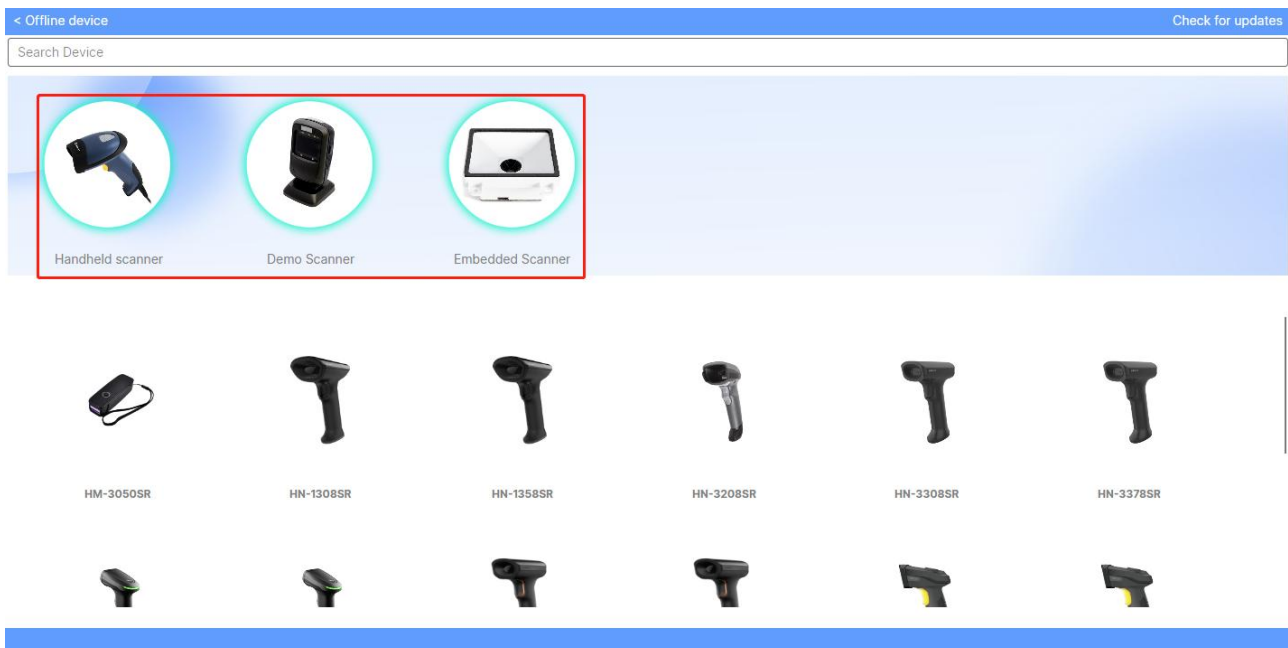 < Offline device
Check for updates
Search Device
Handheld scanner
Demo Scanner
Embedded Scanner
HM-3050SR
HN-1308SR
HN-1358SR
HN-3208SR
HN-3308SR
HN-3378SR